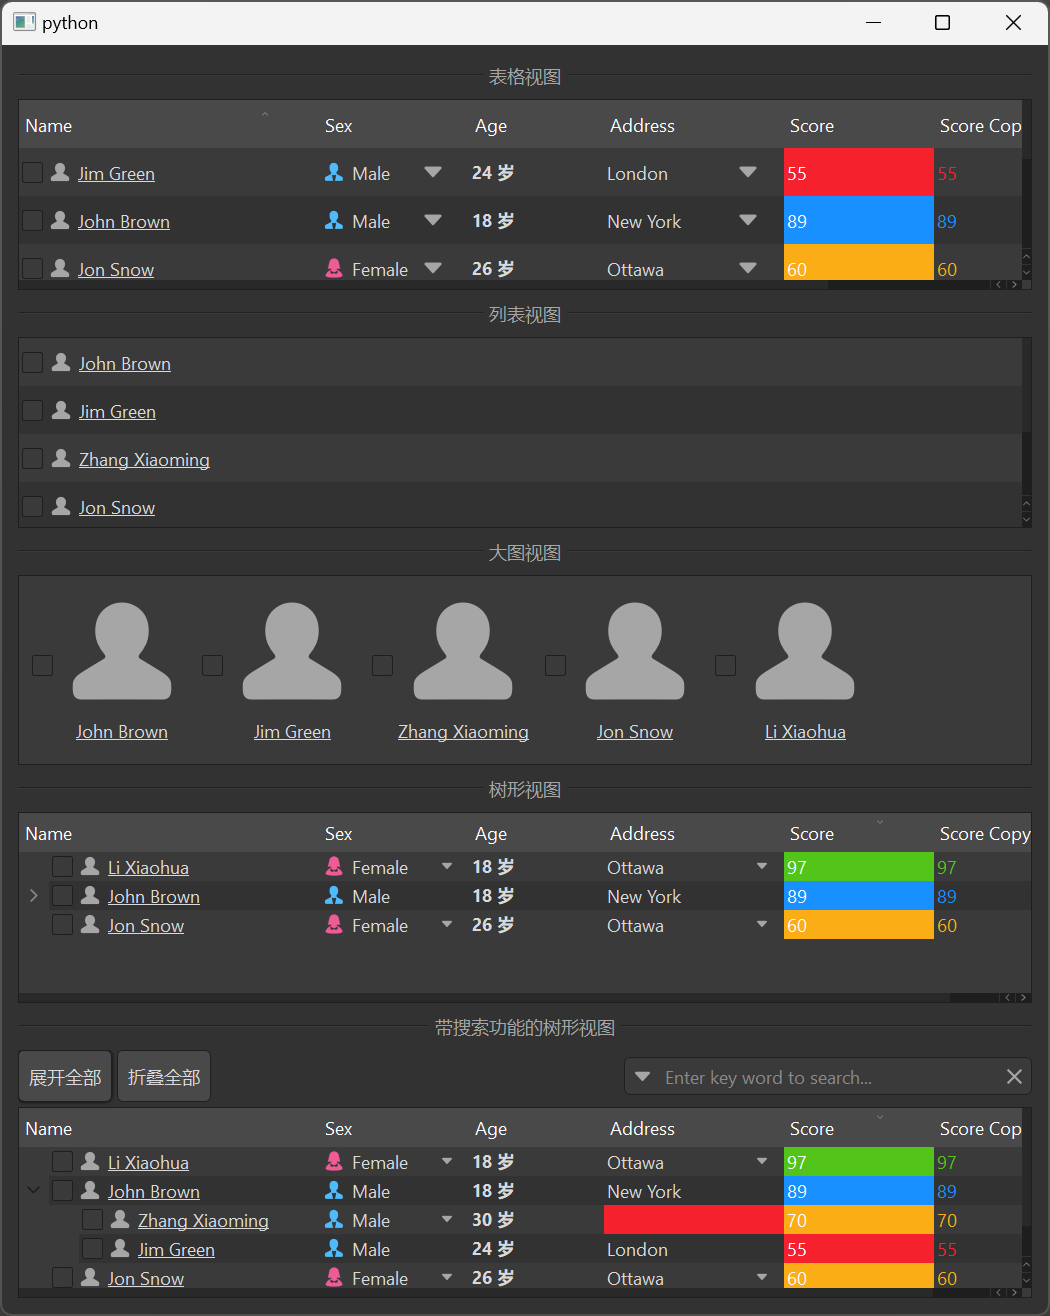 python
表格视图
Name Sex Age Address Score Score Cop
Jim Green Male 24 岁 London 55 55
John Brown Male 18 岁 New York 89 89
Jon Snow Female 26 岁 Ottawa 60 60
列表视图
John Brown
Jim Green
Zhang Xiaoming
Jon Snow
大图视图
John Brown Jim Green Zhang Xiaoming Jon Snow Li Xiaohua
树形视图
Name Sex Age Address Score Score Copy
Li Xiaohua Female 18 岁 Ottawa 97 97
John Brown Male 18 岁 New York 89 89
Jon Snow Female 26 岁 Ottawa 60 60
带搜索功能的树形视图
展开全部 折叠全部 Enter key word to search...
Name Sex Age Address Score Score Cop
Li Xiaohua Female 18 岁 Ottawa 97 97
John Brown Male 18 岁 New York 89 89
Zhang Xiaoming Male 30 岁 70 70
Jim Green Male 24 岁 London 55 55
Jon Snow Female 26 岁 Ottawa 60 60